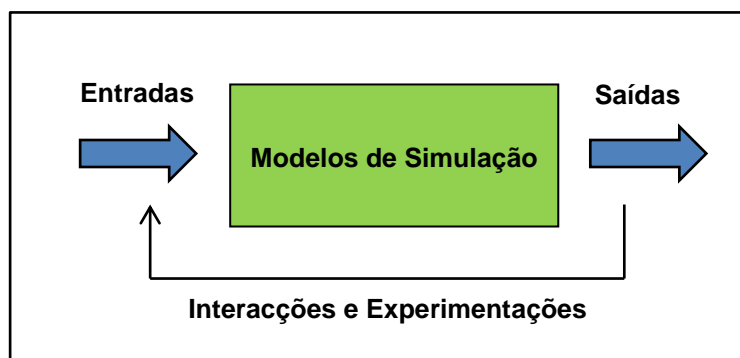 Entradas
Saídas
Modelos de Simulação
Interacções e Experimentações